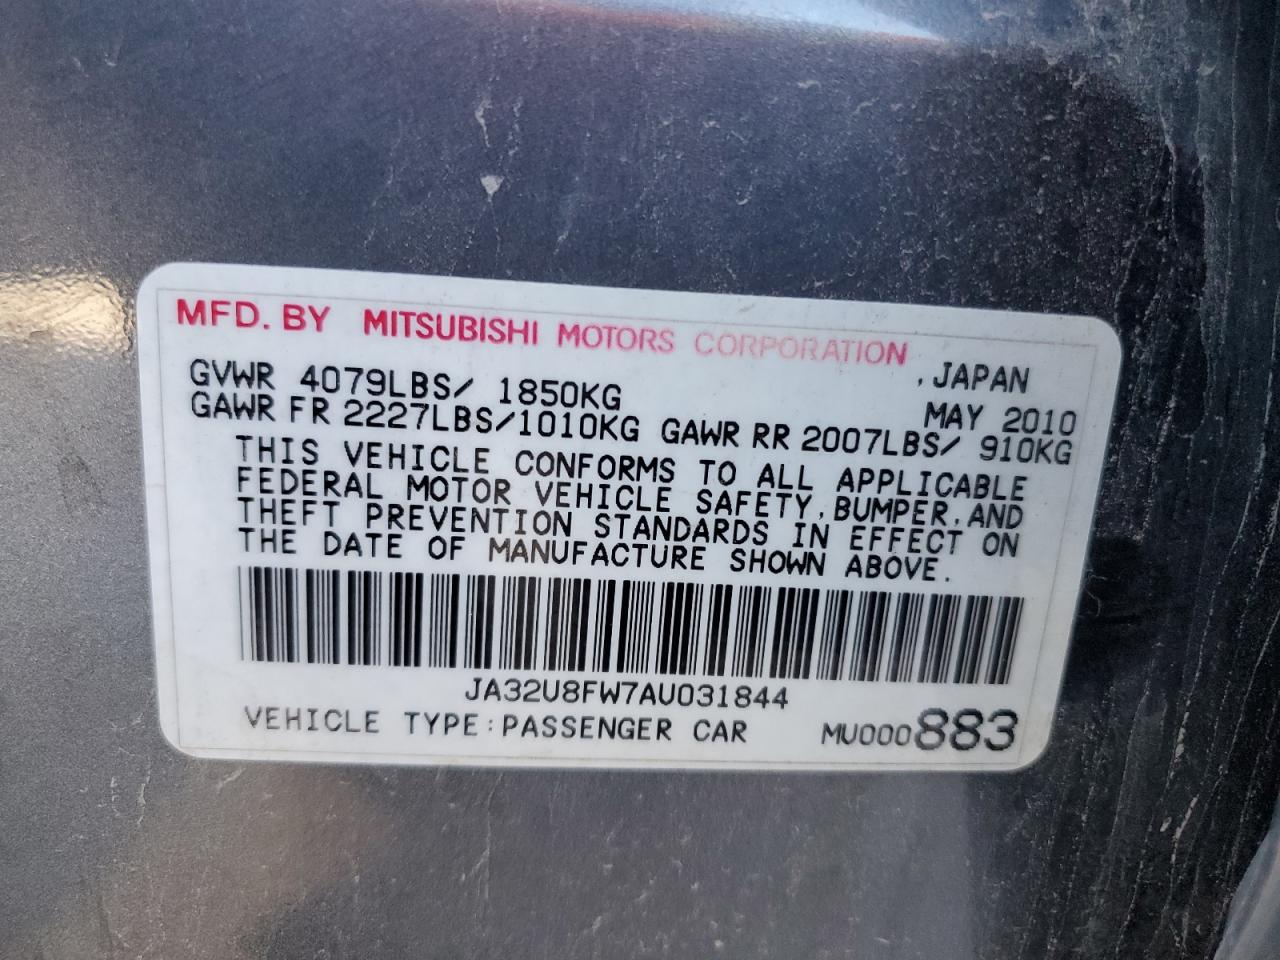 MFD. BY MITSUBISHI MOTORS CORPORATION
, JAPAN
GVWR 4079LBS/ 1850KG MAY 2010
GAWR FR 2227LBS/1010KG GAWR RR 2007LBS/ 910KG
THIS VEHICLE CONFORMS TO ALL APPLICABLE
FEDERAL MOTOR VEHICLE SAFETY, BUMPER, AND
THEFT PREVENTION STANDARDS IN EFFECT ON
THE DATE OF MANUFACTURE SHOWN ABOVE.
JA32U8FW7AU031844
VEHICLE TYPE:PASSENGER CAR MU000883